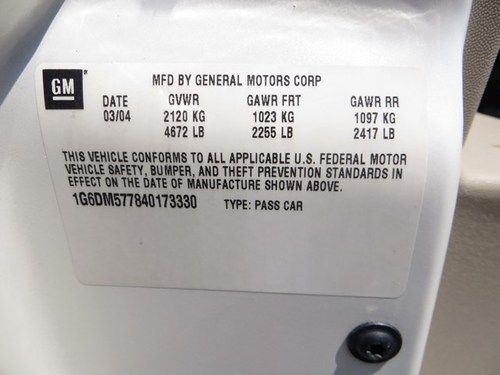 GM ® MFD BY GENERAL MOTORS CORP
DATE GVWR GAWR FRT GAWR RR
03/04 2120 KG 1023 KG 1097 KG
4672 LB 2255 LB 2417 LB
THIS VEHICLE CONFORMS TO ALL APPLICABLE U.S. FEDERAL MOTOR
VEHICLE SAFETY, BUMPER, AND THEFT PREVENTION STANDARDS IN
EFFECT ON THE DATE OF MANUFACTURE SHOWN ABOVE.
1G6DM577840173330 TYPE: PASS CAR